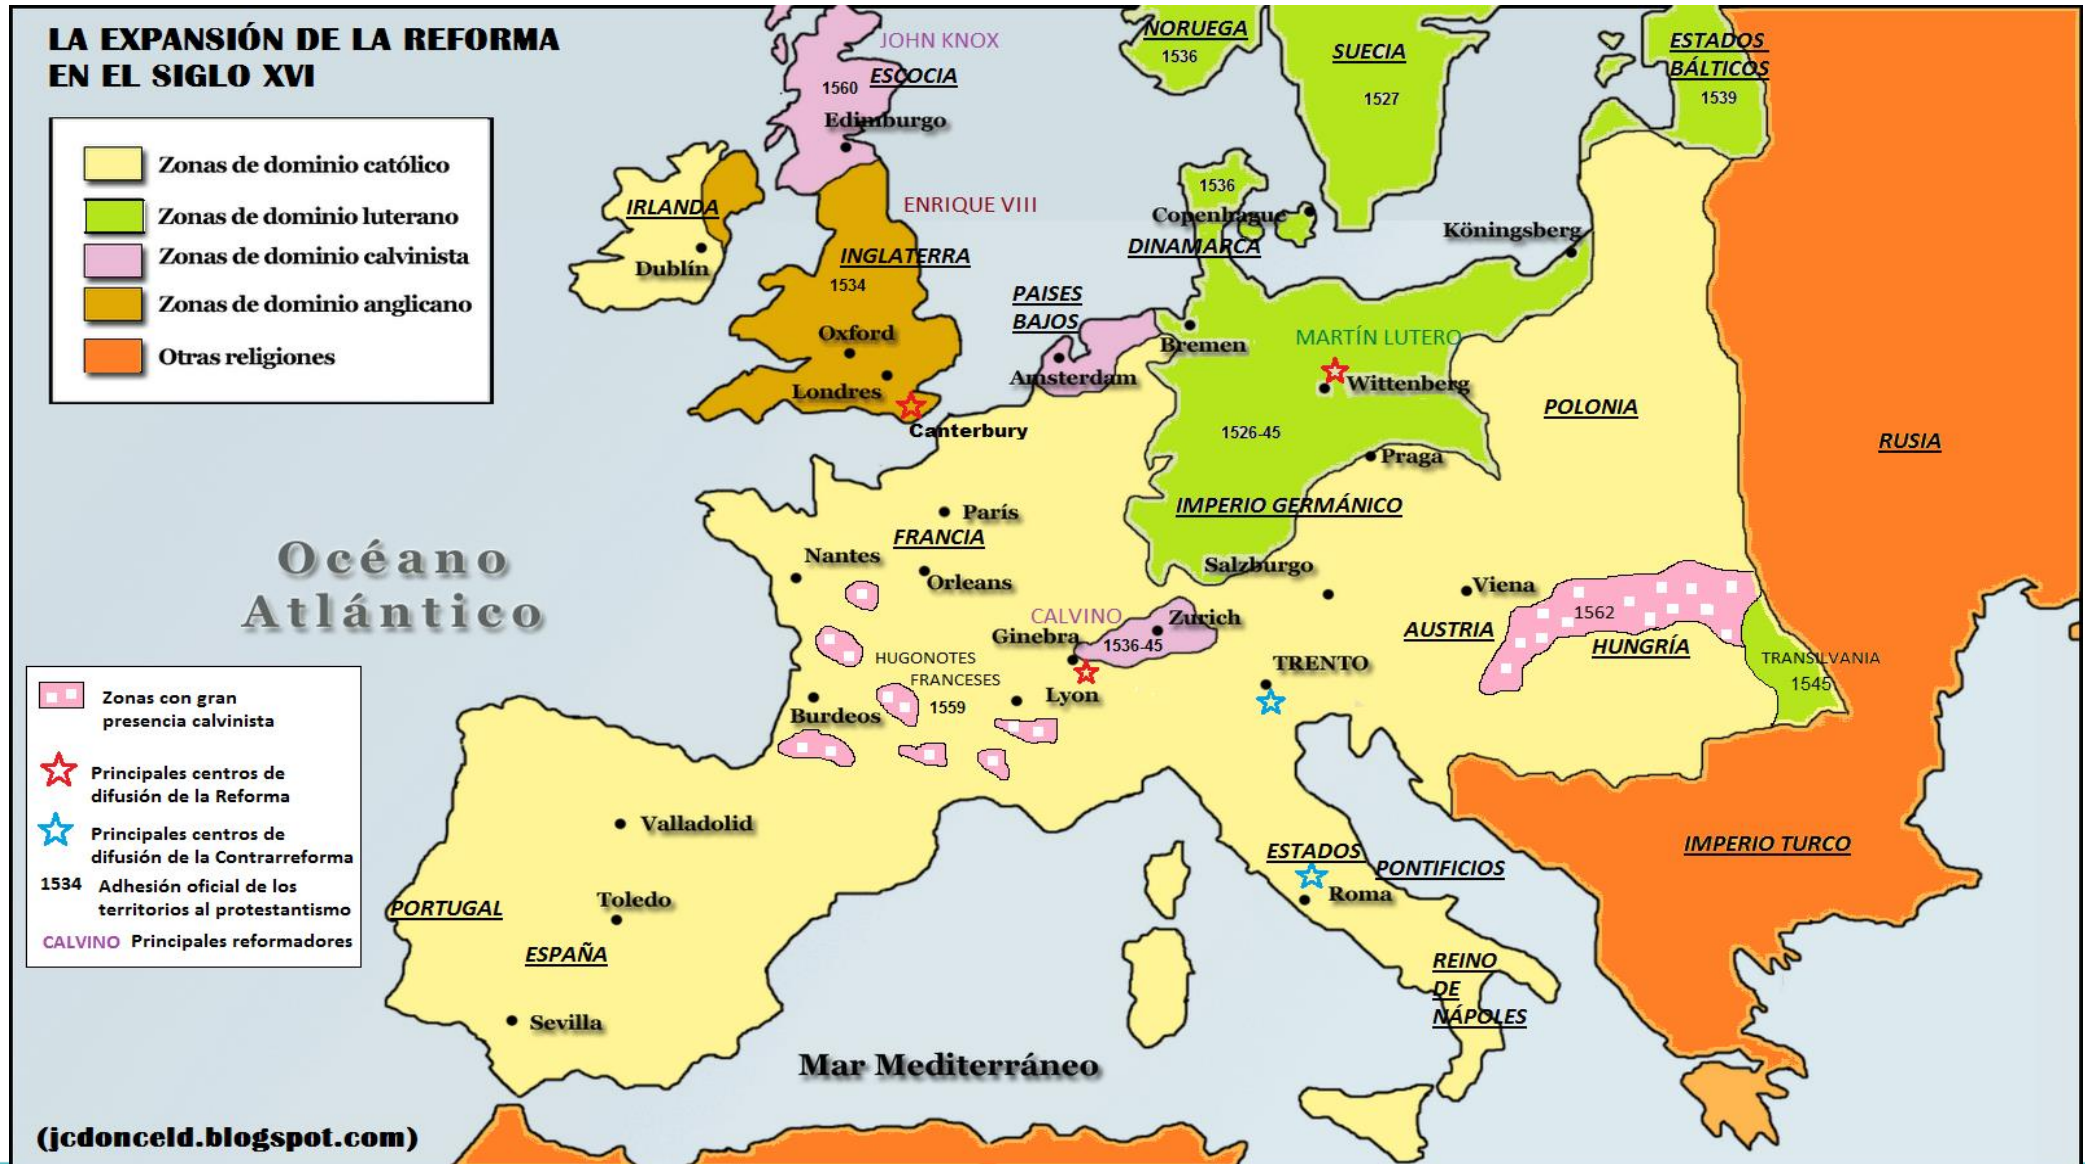 LA EXPANSIÓN DE LA REFORMA
EN EL SIGLO XVI
Zonas de dominio católico
Zonas de dominio luterano
Zonas de dominio calvinista
Zonas de dominio anglicano
Otras religiones
JOHN KNOX
ESCOCIA
1560
Edimburgo
NORUEGA
1536
SUECIA
1527
ESTADOS
BÁLTICOS
1539
IRLANDA
Dublín
ENRIQUE VIII
INGLATERRA
1534
Oxford
Londres
Canterbury
1536
Copenhague
DINAMARCA
Köningsberg
PAISES
BAJOS
Amsterdam
Bremen
MARTÍN LUTERO
Wittenberg
1526-45
Praga
IMPERIO GERMÁNICO
POLONIA
RUSIA
Océano
Atlántico
París
FRANCIA
Nantes
Orleans
Salzburgo
Viena
CALVINO
Zurich
Ginebra
1536-45
AUSTRIA
1562
HUNGRÍA
TRANSILVANIA
1545
HUGONOTES
FRANCESES
1559
TRENTO
Lyon
Burdeos
Zonas con gran
presencia calvinista
Principales centros de
difusión de la Reforma
Principales centros de
difusión de la Contrarreforma
1534 Adhesión oficial de los
territorios al protestantismo
CALVINO Principales reformadores
Valladolid
Toledo
PORTUGAL
ESPAÑA
Sevilla
ESTADOS
PONTIFICIOS
Roma
IMPERIO TURCO
REINO
DE
NÁPOLES
Mar Mediterráneo
(jcdonceld.blogspot.com)